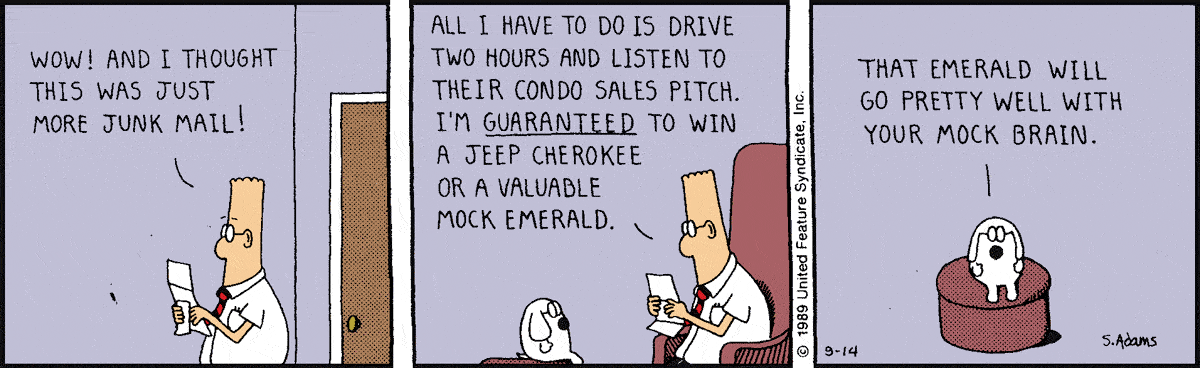 WOW! AND I THOUGHT
THIS WAS JUST
MORE JUNK MAIL!
ALL I HAVE TO DO IS DRIVE
TWO HOURS AND LISTEN TO
THEIR CONDO SALES PITCH.
I'M GUARANTEED TO WIN
A JEEP CHEROKEE
OR A VALUABLE
MOCK EMERALD.
© 1989 United Feature Syndicate, Inc.
THAT EMERALD WILL
GO PRETTY WELL WITH
YOUR MOCK BRAIN.
9-14
S.Adams